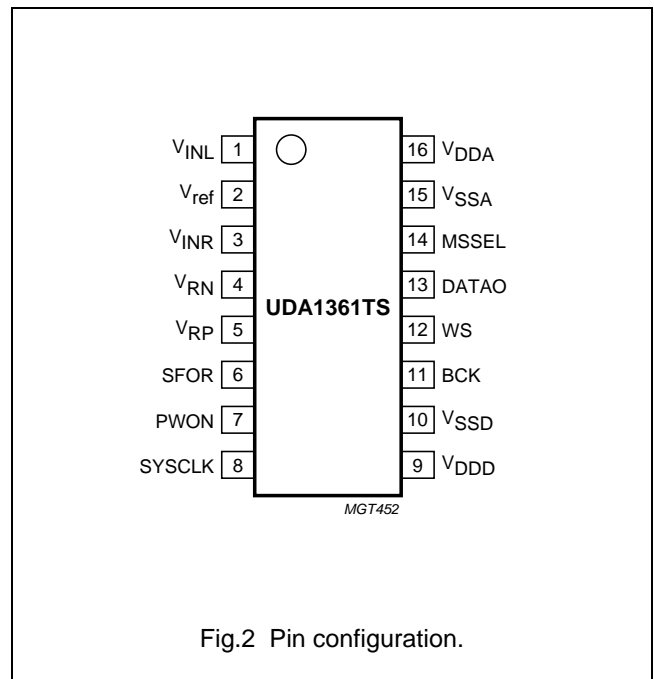 VINL 1 16 VDDA
Vref 2 15 VSSA
VINR 3 14 MSSEL
VRN 4 13 DATAO
UDA1361TS
VRP 5 12 WS
SFOR 6 11 BCK
PWON 7 10 VSSD
SYSCLK 8 9 VDDD
MGT452
Fig.2 Pin configuration.